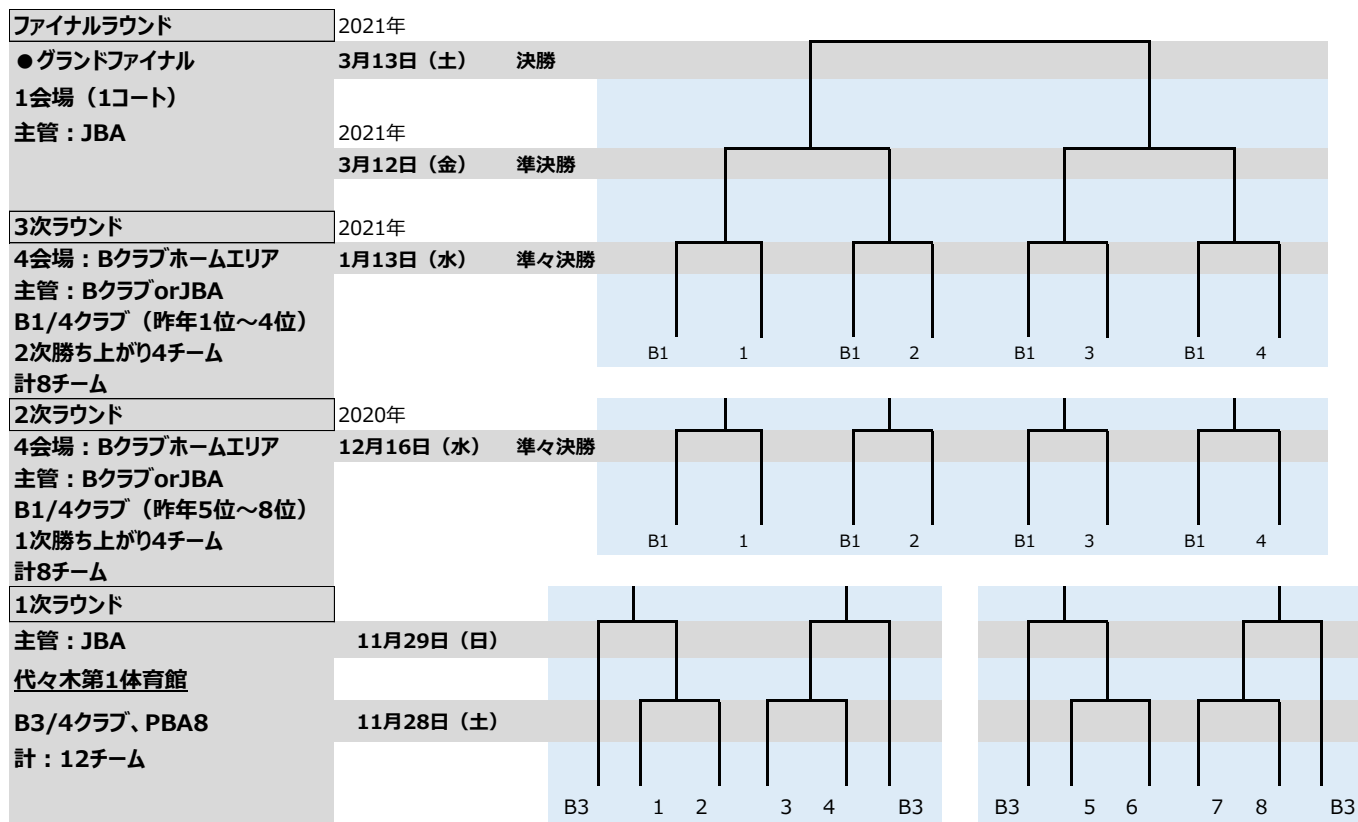 ファイナルラウンド 2021年
●グランドファイナル 3月13日（土） 決勝
1会場（1コート）
主管：JBA 2021年
3月12日（金） 準決勝
3次ラウンド 2021年
4会場：Bクラブホームエリア 1月13日（水） 準々決勝
主管：BクラブorJBA
B1/4クラブ（昨年1位～4位）
2次勝ち上がり4チーム B1 1 B1 2 B1 3 B1 4
計8チーム
2次ラウンド 2020年
4会場：Bクラブホームエリア 12月16日（水） 準々決勝
主管：BクラブorJBA
B1/4クラブ（昨年5位～8位）
1次勝ち上がり4チーム B1 1 B1 2 B1 3 B1 4
計8チーム
1次ラウンド
主管：JBA 11月29日（日）
代々木第1体育館
B3/4クラブ、PBA8 11月28日（土）
計：12チーム
B3 1 2 3 4 B3 B3 5 6 7 8 B3